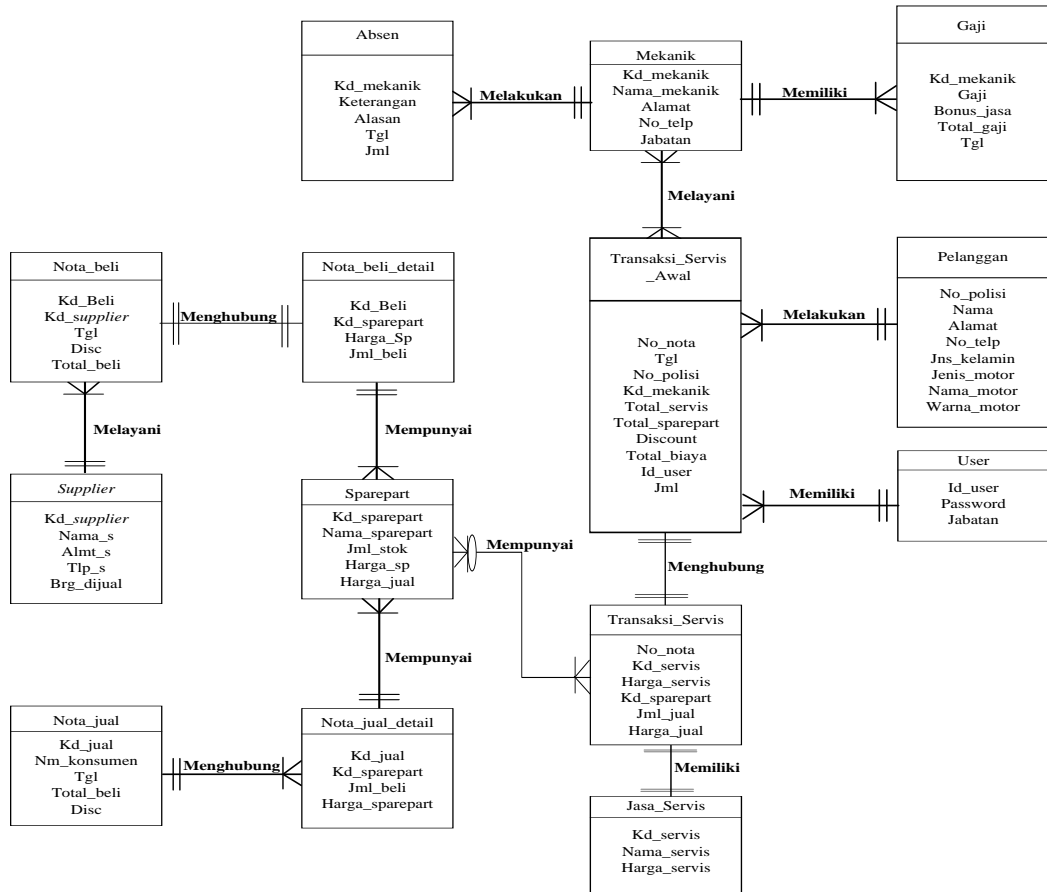 Absen
Kd_mekanik
Keterangan
Alasan
Tgl
Jml
Melakukan
Mekanik
Kd_mekanik
Nama_mekanik
Alamat
No_telp
Jabatan
Memiliki
Gaji
Kd_mekanik
Gaji
Bonus_jasa
Total_gaji
Tgl
Melayani
Nota_beli
Kd_Beli
Kd_supplier
Tgl
Disc
Total_beli
Menghubung
Nota_beli_detail
Kd_Beli
Kd_sparepart
Harga_Sp
Jml_beli
Transaksi_Servis
_Awal
No_nota
Tgl
No_polisi
Kd_mekanik
Total_servis
Total_sparepart
Discount
Total_biaya
Id_user
Jml
Melakukan
Pelanggan
No_polisi
Nama
Alamat
No_telp
Jns_kelamin
Jenis_motor
Nama_motor
Warna_motor
Melayani
Mempunyai
Supplier
Kd_supplier
Nama_s
Almt_s
Tlp_s
Brg_dijual
Sparepart
Kd_sparepart
Nama_sparepart
Jml_stok
Harga_sp
Harga_jual
Mempunyai
Memiliki
User
Id_user
Password
Jabatan
Menghubung
Mempunyai
Transaksi_Servis
No_nota
Kd_servis
Harga_servis
Kd_sparepart
Jml_jual
Harga_jual
Nota_jual
Kd_jual
Nm_konsumen
Tgl
Total_beli
Disc
Menghubung
Nota_jual_detail
Kd_jual
Kd_sparepart
Jml_beli
Harga_sparepart
Memiliki
Jasa_Servis
Kd_servis
Nama_servis
Harga_servis